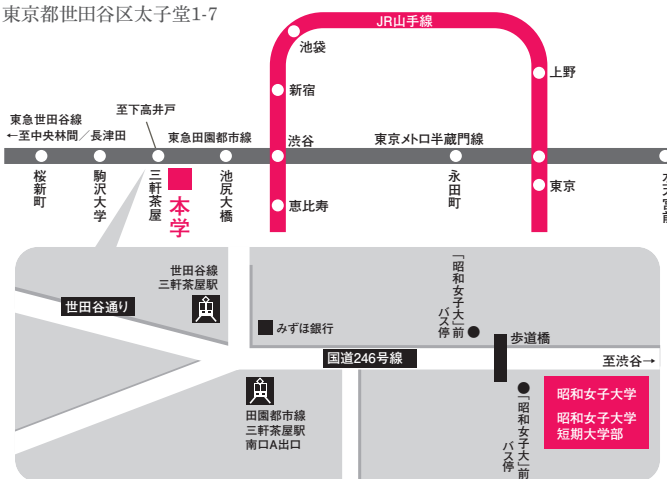 東京都世田谷区太子堂1-7
JR山手線
池袋
上野
新宿
至下高井戸
東急世田谷線
←至中央林間／長津田
東急田園都市線
渋谷
東京メトロ半蔵門線
桜新町
駒沢大学
三軒茶屋
本学
池尻大橋
恵比寿
永田町
東京
世田谷線
三軒茶屋駅
世田谷通り
みずほ銀行
「昭和女子大」前
バス停
歩道橋
国道246号線
至渋谷→
田園都市線
三軒茶屋駅
南口A出口
「昭和女子大」前
バス停
昭和女子大学
昭和女子大学
短期大学部